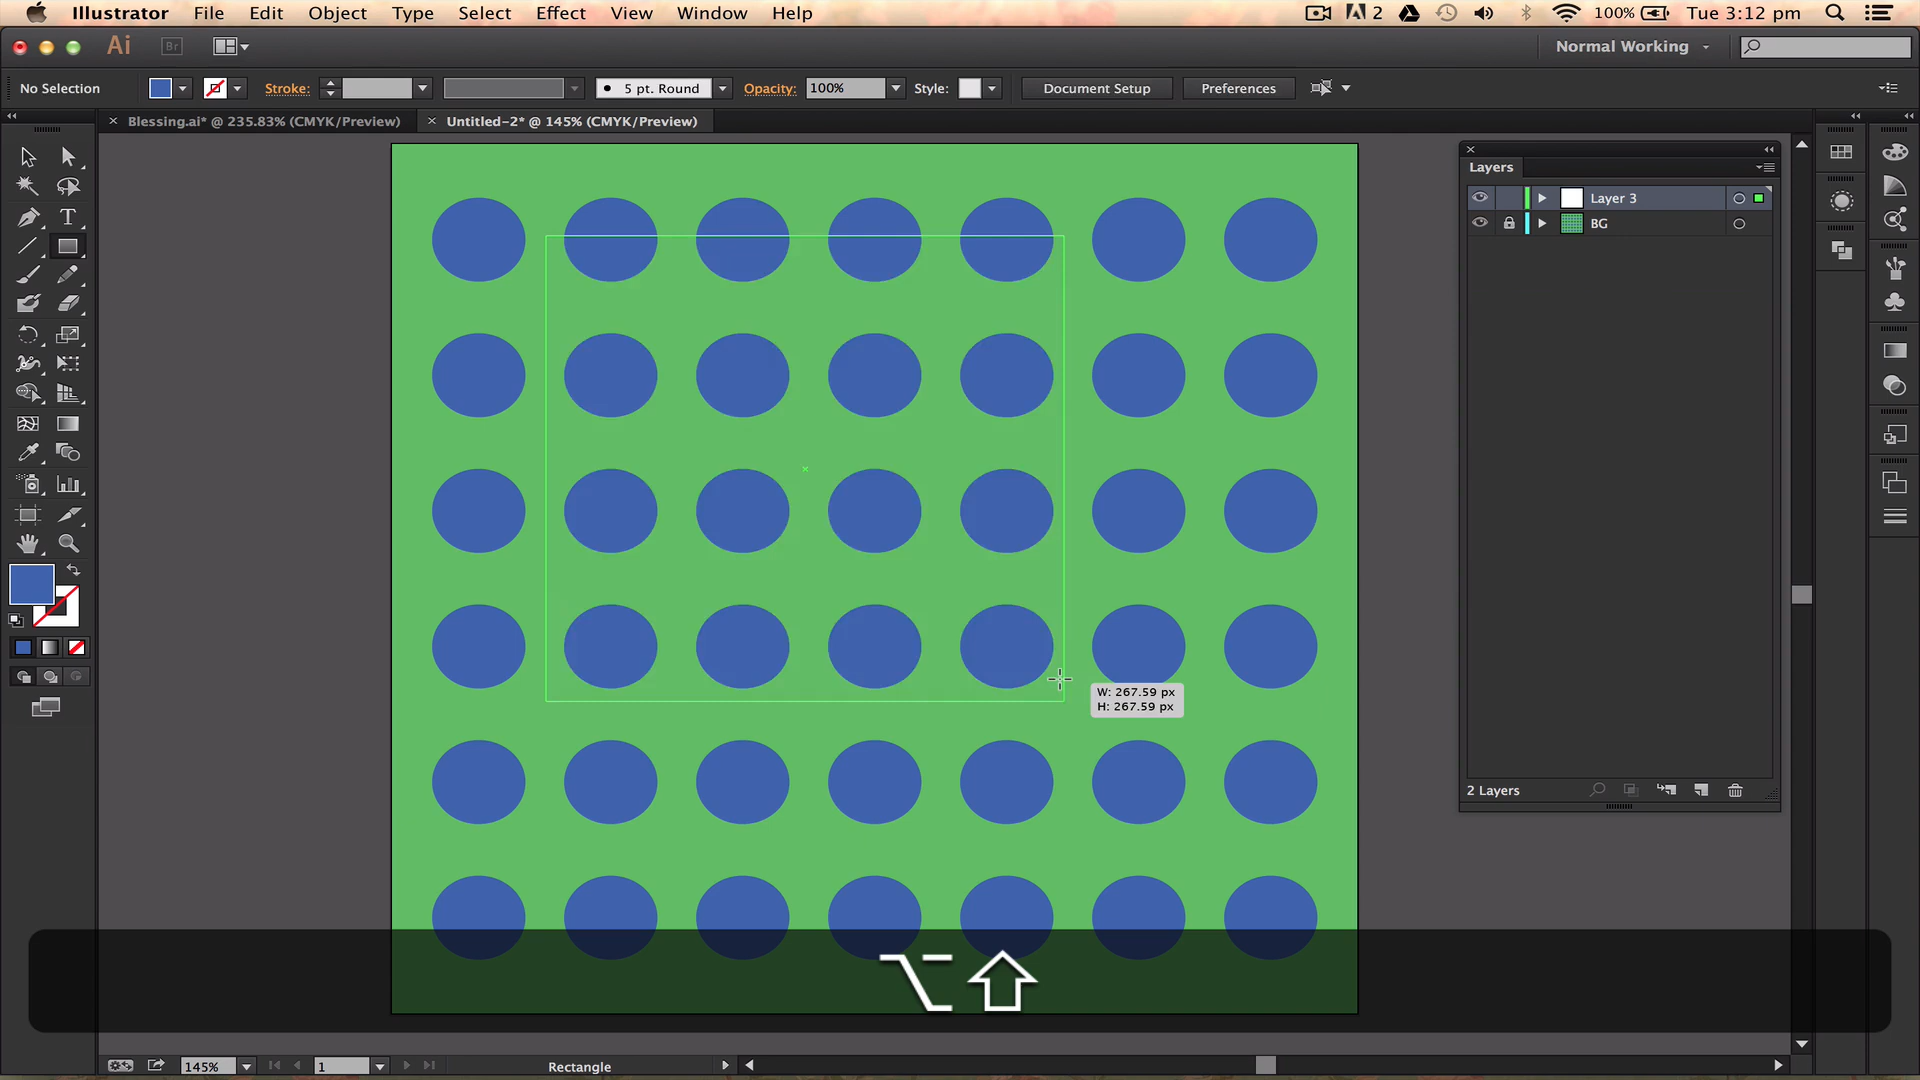 Illustrator File Edit Object Type Select Effect View Window Help 2 100% Tue 3:12 pm
Ai Br Normal Working
No Selection Stroke: 5 pt. Round Opacity: 100% Style: Document Setup Preferences
Blessing.ai* @ 235.83% (CMYK/Preview) Untitled-2* @ 145% (CMYK/Preview)
Layers
Layer 3
BG
T
W: 267.59 px
H: 267.59 px
2 Layers
145% 1 Rectangle